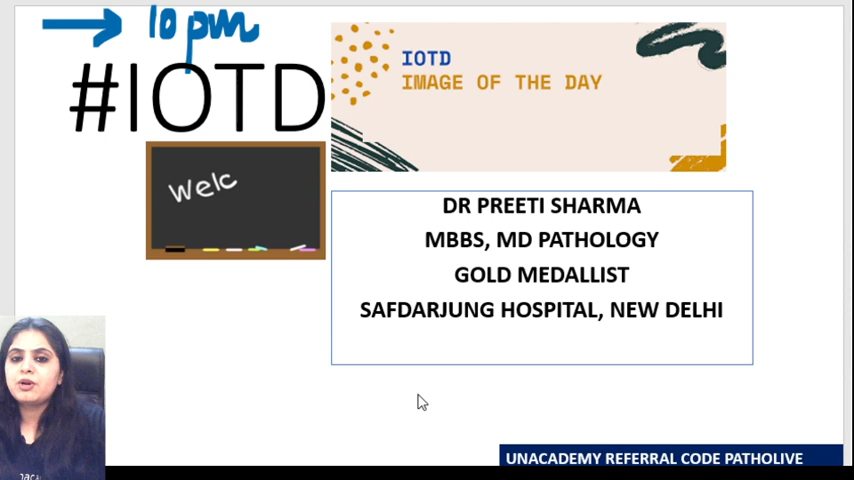 10 pm
#IOTD
IOTD
IMAGE OF THE DAY
Welc
DR PREETI SHARMA
MBBS, MD PATHOLOGY
GOLD MEDALLIST
SAFDARJUNG HOSPITAL, NEW DELHI
UNACADEMY REFERRAL CODE PATHOLIVE